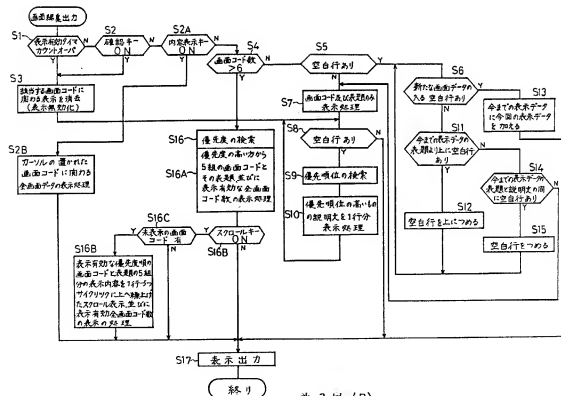 画面編集出力
S1
表示有効タイマ
カウントオーバ
Y
N
S2
確認キー
ON
Y
N
S2A
内容表示キー
ON
Y
N
S3
該当する画面コードに
関わる表示を消去
(表示無効化)
S4
画面コード数
>6
Y
N
S5
空白行あり
N
Y
S6
新たな画面データの
入る空白行あり
Y
N
S13
今までの表示データ
に今回の表示データ
を加える
S7
画面コード及び表題のみ
表示処理
S8
空白行あり
N
Y
S9
優先順位の検索
S10
優先順位の高いもの
の説明文を1行分
表示処理
S11
今までの表示データの
表題より上に空白行
あり
Y
N
S12
空白行を上につめる
S14
今までの表示データが
表題と説明文の間
に空白行あり
Y
N
S15
空白行をつめる
S16
優先度の検索
S16A
優先度の高い方から
5組の画面コードと
その表題、並びに
表示有効な全画面
コード数の表示処理
S2B
カーソルの置かれた
画面コードに関わる
全画面データの表示処理
S16C
未表示の画面
コード有
Y
N
スクロールキー
ON
Y
N
S16B
S16B
表示有効な優先度順の
画面コードと表題の5組
分の表示内容を1行づつ
サイクリックに上へ繰上げ
たスクロール表示、並びに
表示有効全画面コード数
の表示の処理
S17
表示出力
終り